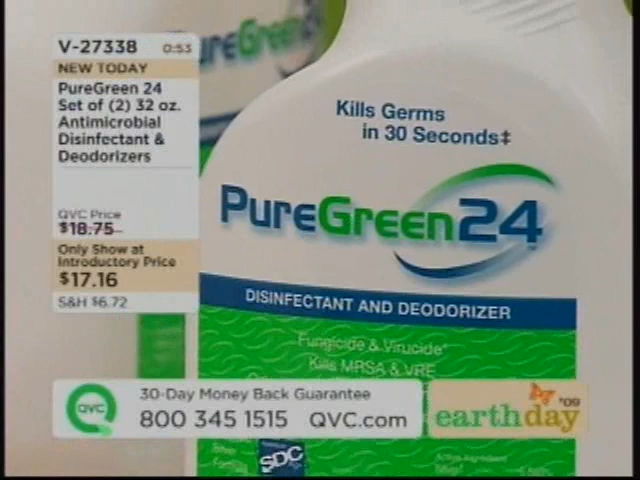 V-27338 0:53
NEW TODAY
PureGreen 24
Set of (2) 32 oz.
Antimicrobial
Disinfectant &
Deodorizers
QVC Price
$18.75
Only Show at
Introductory Price
$17.16
S&H $6.72
ureGreen
Kills Germs
in 30 Seconds‡
PureGreen24
DISINFECTANT AND DEODORIZER
Fungicide & Virucide*
Kills MRSA & VRE
QVC
30-Day Money Back Guarantee
800 345 1515 QVC.com
earthday '09
SDC